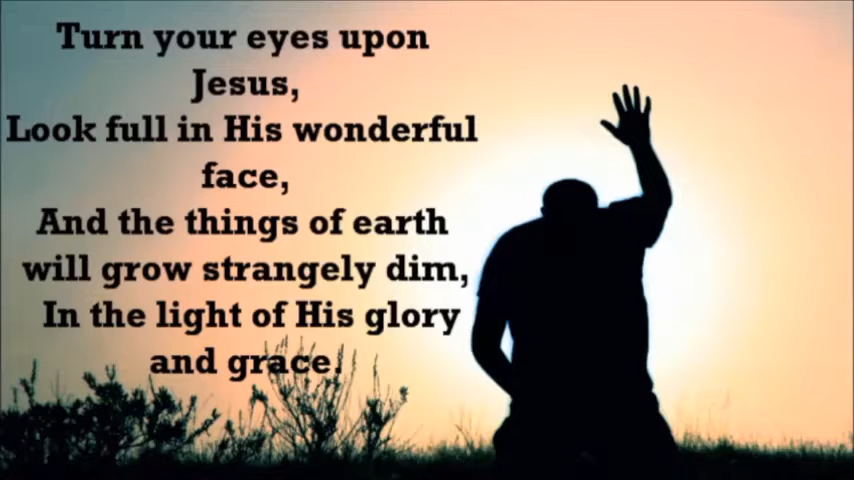 Turn your eyes upon
Jesus,
Look full in His wonderful
face,
And the things of earth
will grow strangely dim,
In the light of His glory
and grace.